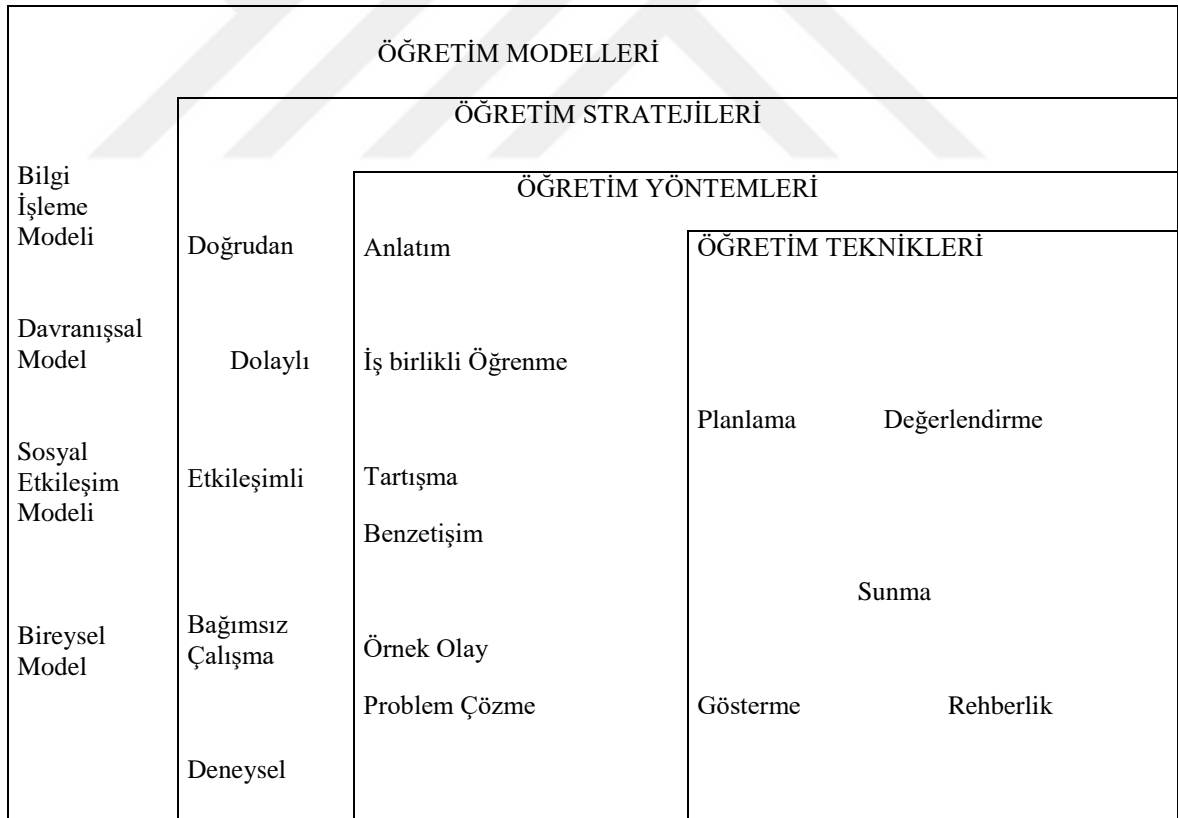 ÖĞRETİM MODELLERİ
ÖĞRETİM STRATEJİLERİ
ÖĞRETİM YÖNTEMLERİ
ÖĞRETİM TEKNİKLERİ
Bilgi
İşleme
Modeli
Davranışsal
Model
Sosyal
Etkileşim
Modeli
Bireysel
Model
Doğrudan
Dolaylı
Etkileşimli
Bağımsız
Çalışma
Deneysel
Anlatım
İş birlikli Öğrenme
Tartışma
Benzetişim
Örnek Olay
Problem Çözme
Planlama Değerlendirme
Sunma
Gösterme Rehberlik